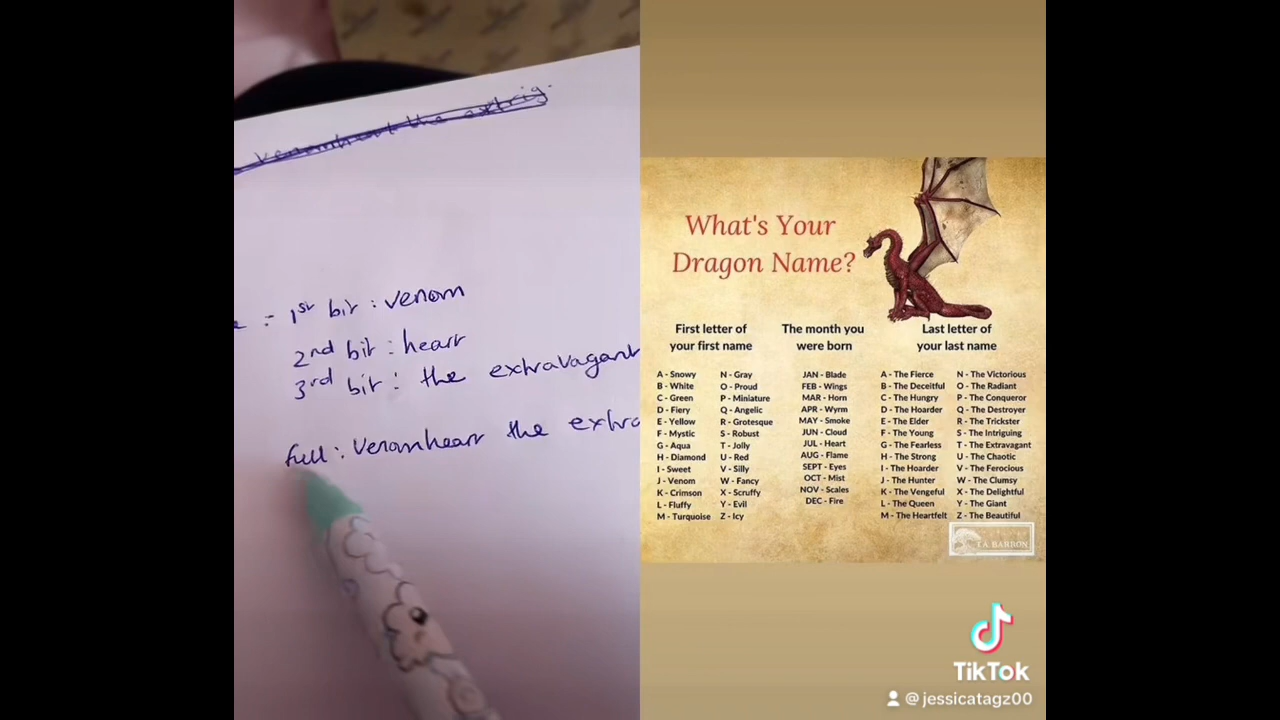 venomheart the extrig.
1st bit : venom
2nd bit : heart
3rd bit : the extravagant
full : Venomheart the extra
What's Your
Dragon Name?
First letter of
your first name
A - Snowy
B - White
C - Green
D - Fiery
E - Yellow
F - Mystic
G - Aqua
H - Diamond
I - Sweet
J - Venom
K - Crimson
L - Fluffy
M - Turquoise
N - Gray
O - Proud
P - Miniature
Q - Angelic
R - Grotesque
S - Robust
T - Jolly
U - Red
V - Silly
W - Fancy
X - Scruffy
Y - Evil
Z - Icy
The month you
were born
JAN - Blade
FEB - Wings
MAR - Horn
APR - Wyrm
MAY - Smoke
JUN - Cloud
JUL - Heart
AUG - Flame
SEPT - Eyes
OCT - Mist
NOV - Scales
DEC - Fire
Last letter of
your last name
A - The Fierce
B - The Deceitful
C - The Hungry
D - The Hoarder
E - The Elder
F - The Young
G - The Fearless
H - The Strong
I - The Hoarder
J - The Hunter
K - The Vengeful
L - The Queen
M - The Heartfelt
N - The Victorious
O - The Radiant
P - The Conqueror
Q - The Destroyer
R - The Trickster
S - The Intriguing
T - The Extravagant
U - The Chaotic
V - The Ferocious
W - The Clumsy
X - The Delightful
Y - The Giant
Z - The Beautiful
T.A. BARRON
TikTok
@jessicatagz00